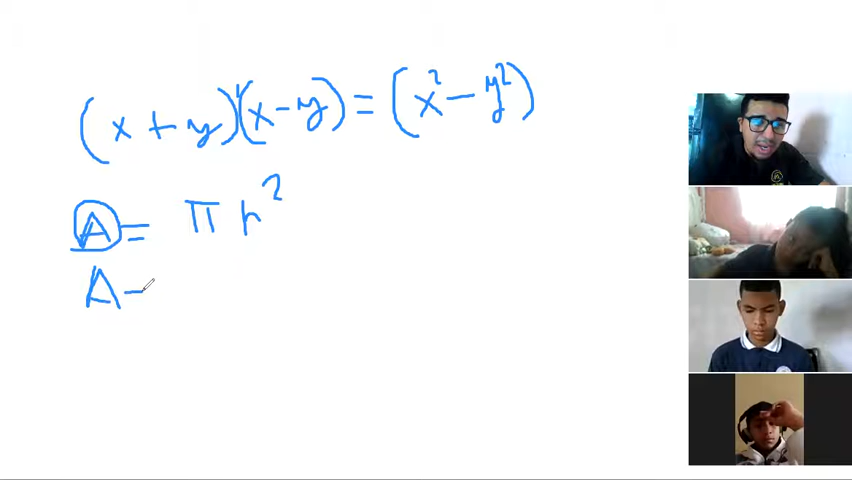 (x + y)(x - y) = (x² - y²)
A = π r²
A -